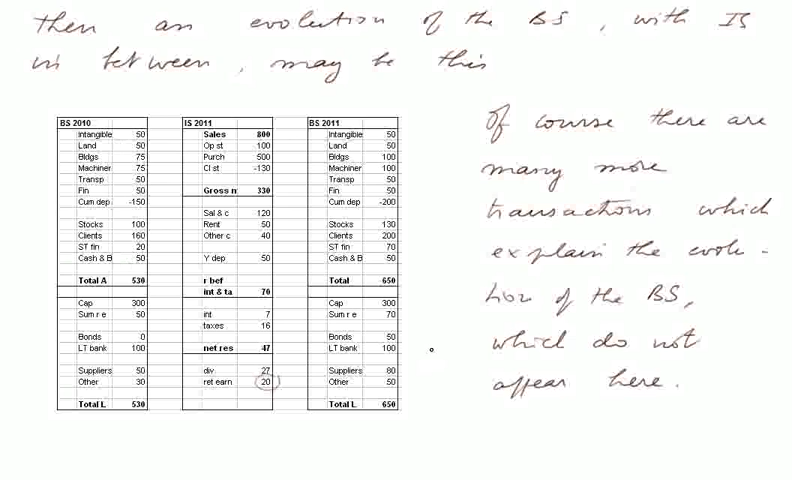 then an evolution of the BS, with IS
in between, may be this
BS 2010
Intangible 50
Land 50
Bldgs 75
Machiner 75
Transp 50
Fin 50
Cum dep -150
Stocks 100
Clients 160
ST fin 20
Cash & B 50
Total A 530
Cap 300
Sum r e 50
Bonds 0
LT bank 100
Suppliers 50
Other 30
Total L 530
IS 2011
Sales 800
Op st 100
Purch 500
Cl st -130
Gross n 330
Sal & c 120
Rent 50
Other c 40
Y dep 50
r bef
int & ta 70
int 7
taxes 16
net res 47
div 27
ret earn 20
BS 2011
Intangible 50
Land 50
Bldgs 100
Machiner 100
Transp 50
Fin 50
Cum dep -200
Stocks 130
Clients 200
ST fin 70
Cash & B 50
Total 650
Cap 300
Sum r e 70
Bonds 50
LT bank 100
Suppliers 80
Other 50
Total L 650
Of course there are
many more
transactions which
explain the evolu-
tion of the BS,
which do not
appear here.